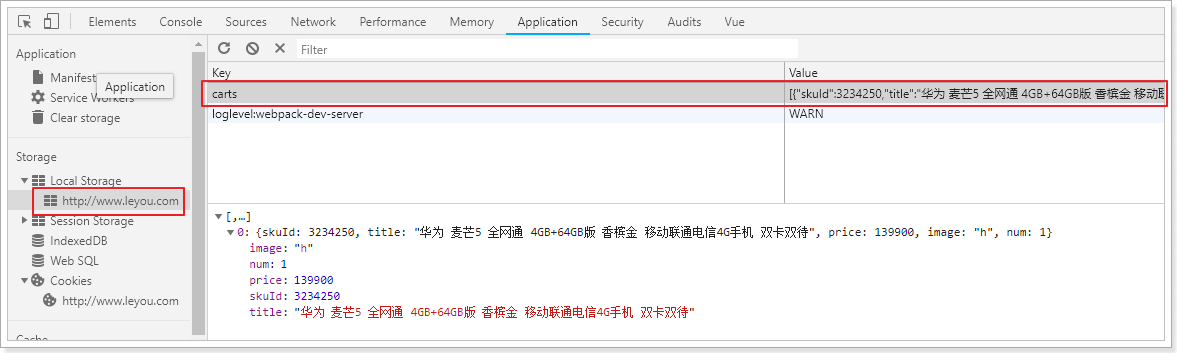 Elements Console Sources Network Performance Memory Application Security Audits Vue
Application
Manifest
Application
Service Workers
Clear storage
Storage
Local Storage
http://www.leyou.com
Session Storage
IndexedDB
Web SQL
Cookies
http://www.leyou.com
Cache
Filter
Key Value
carts [{"skuId":3234250,"title":"华为 麦芒5 全网通 4GB+64GB版 香槟金 移动联
loglevel:webpack-dev-server WARN
[,…]
0: {skuId: 3234250, title: "华为 麦芒5 全网通 4GB+64GB版 香槟金 移动联通电信4G手机 双卡双待", price: 139900, image: "h", num: 1}
image: "h"
num: 1
price: 139900
skuId: 3234250
title: "华为 麦芒5 全网通 4GB+64GB版 香槟金 移动联通电信4G手机 双卡双待"